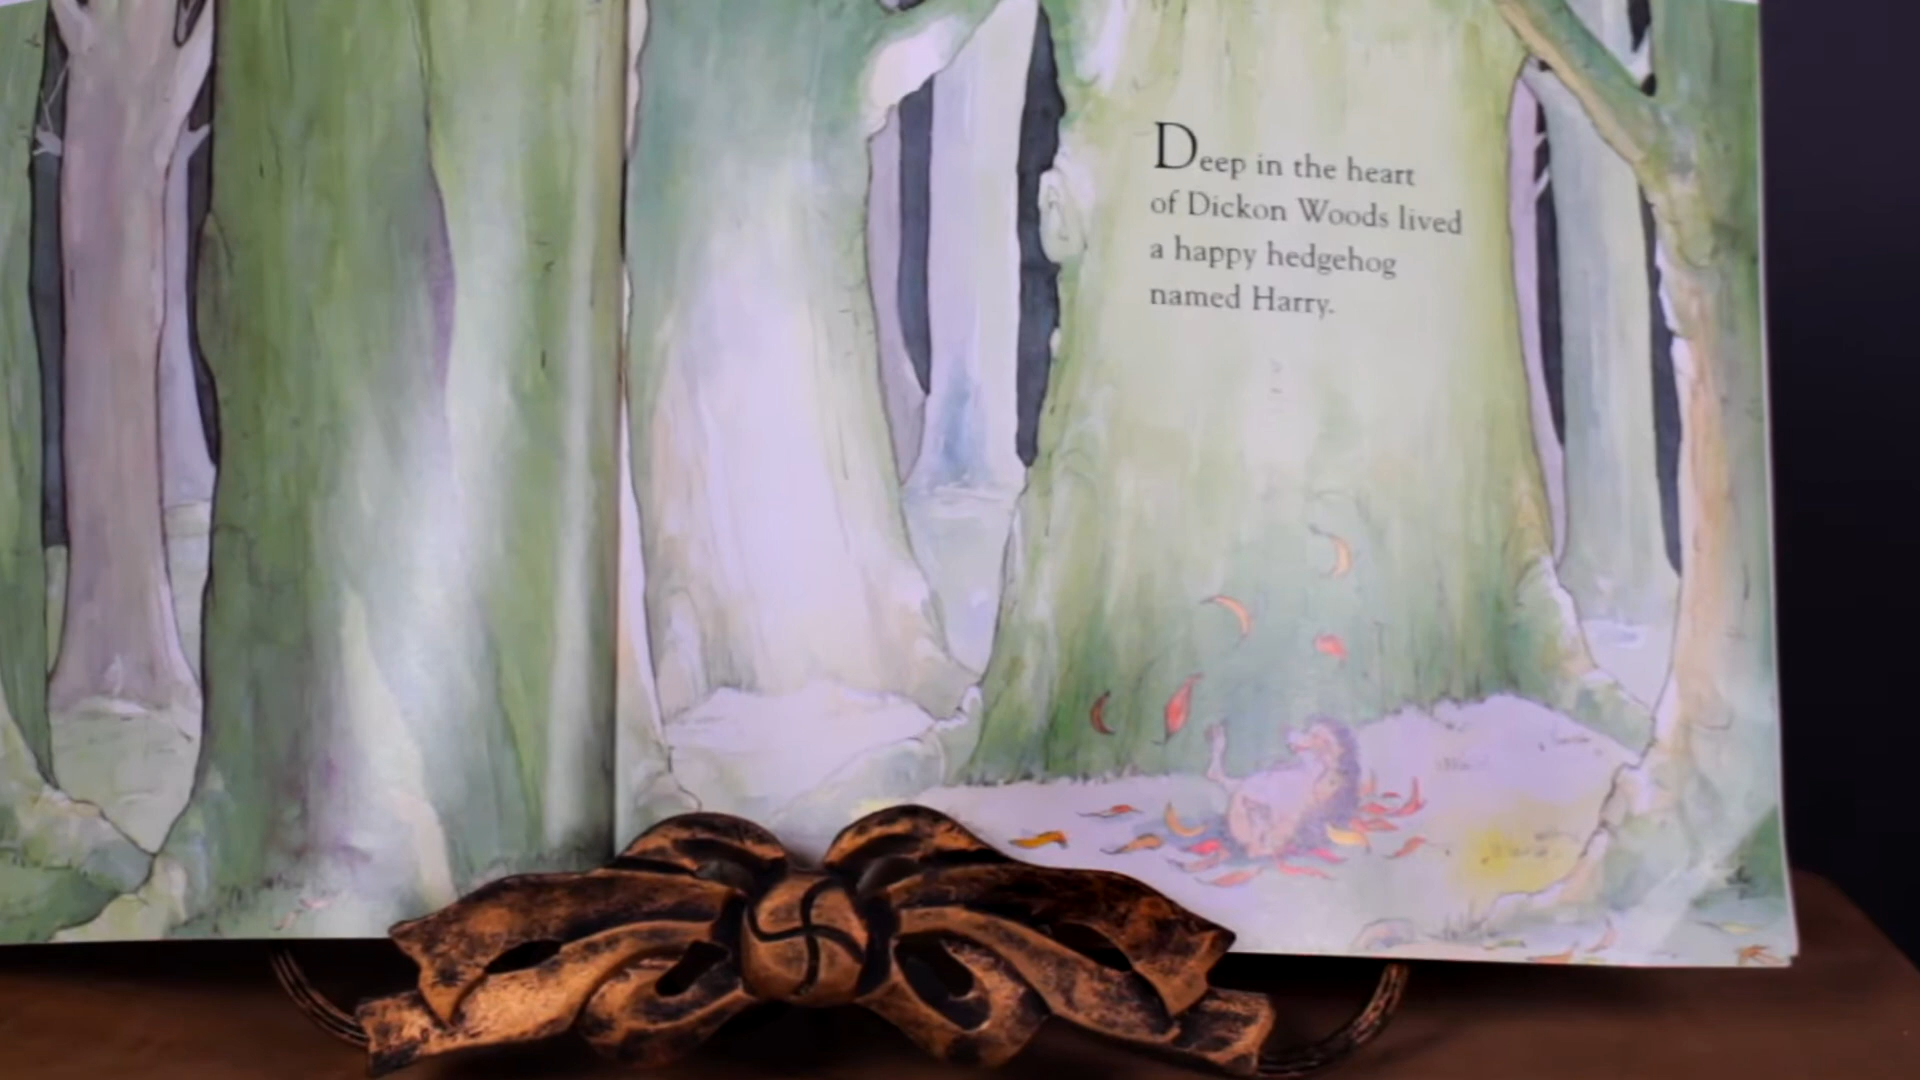 Deep in the heart
of Dickon Woods lived
a happy hedgehog
named Harry.